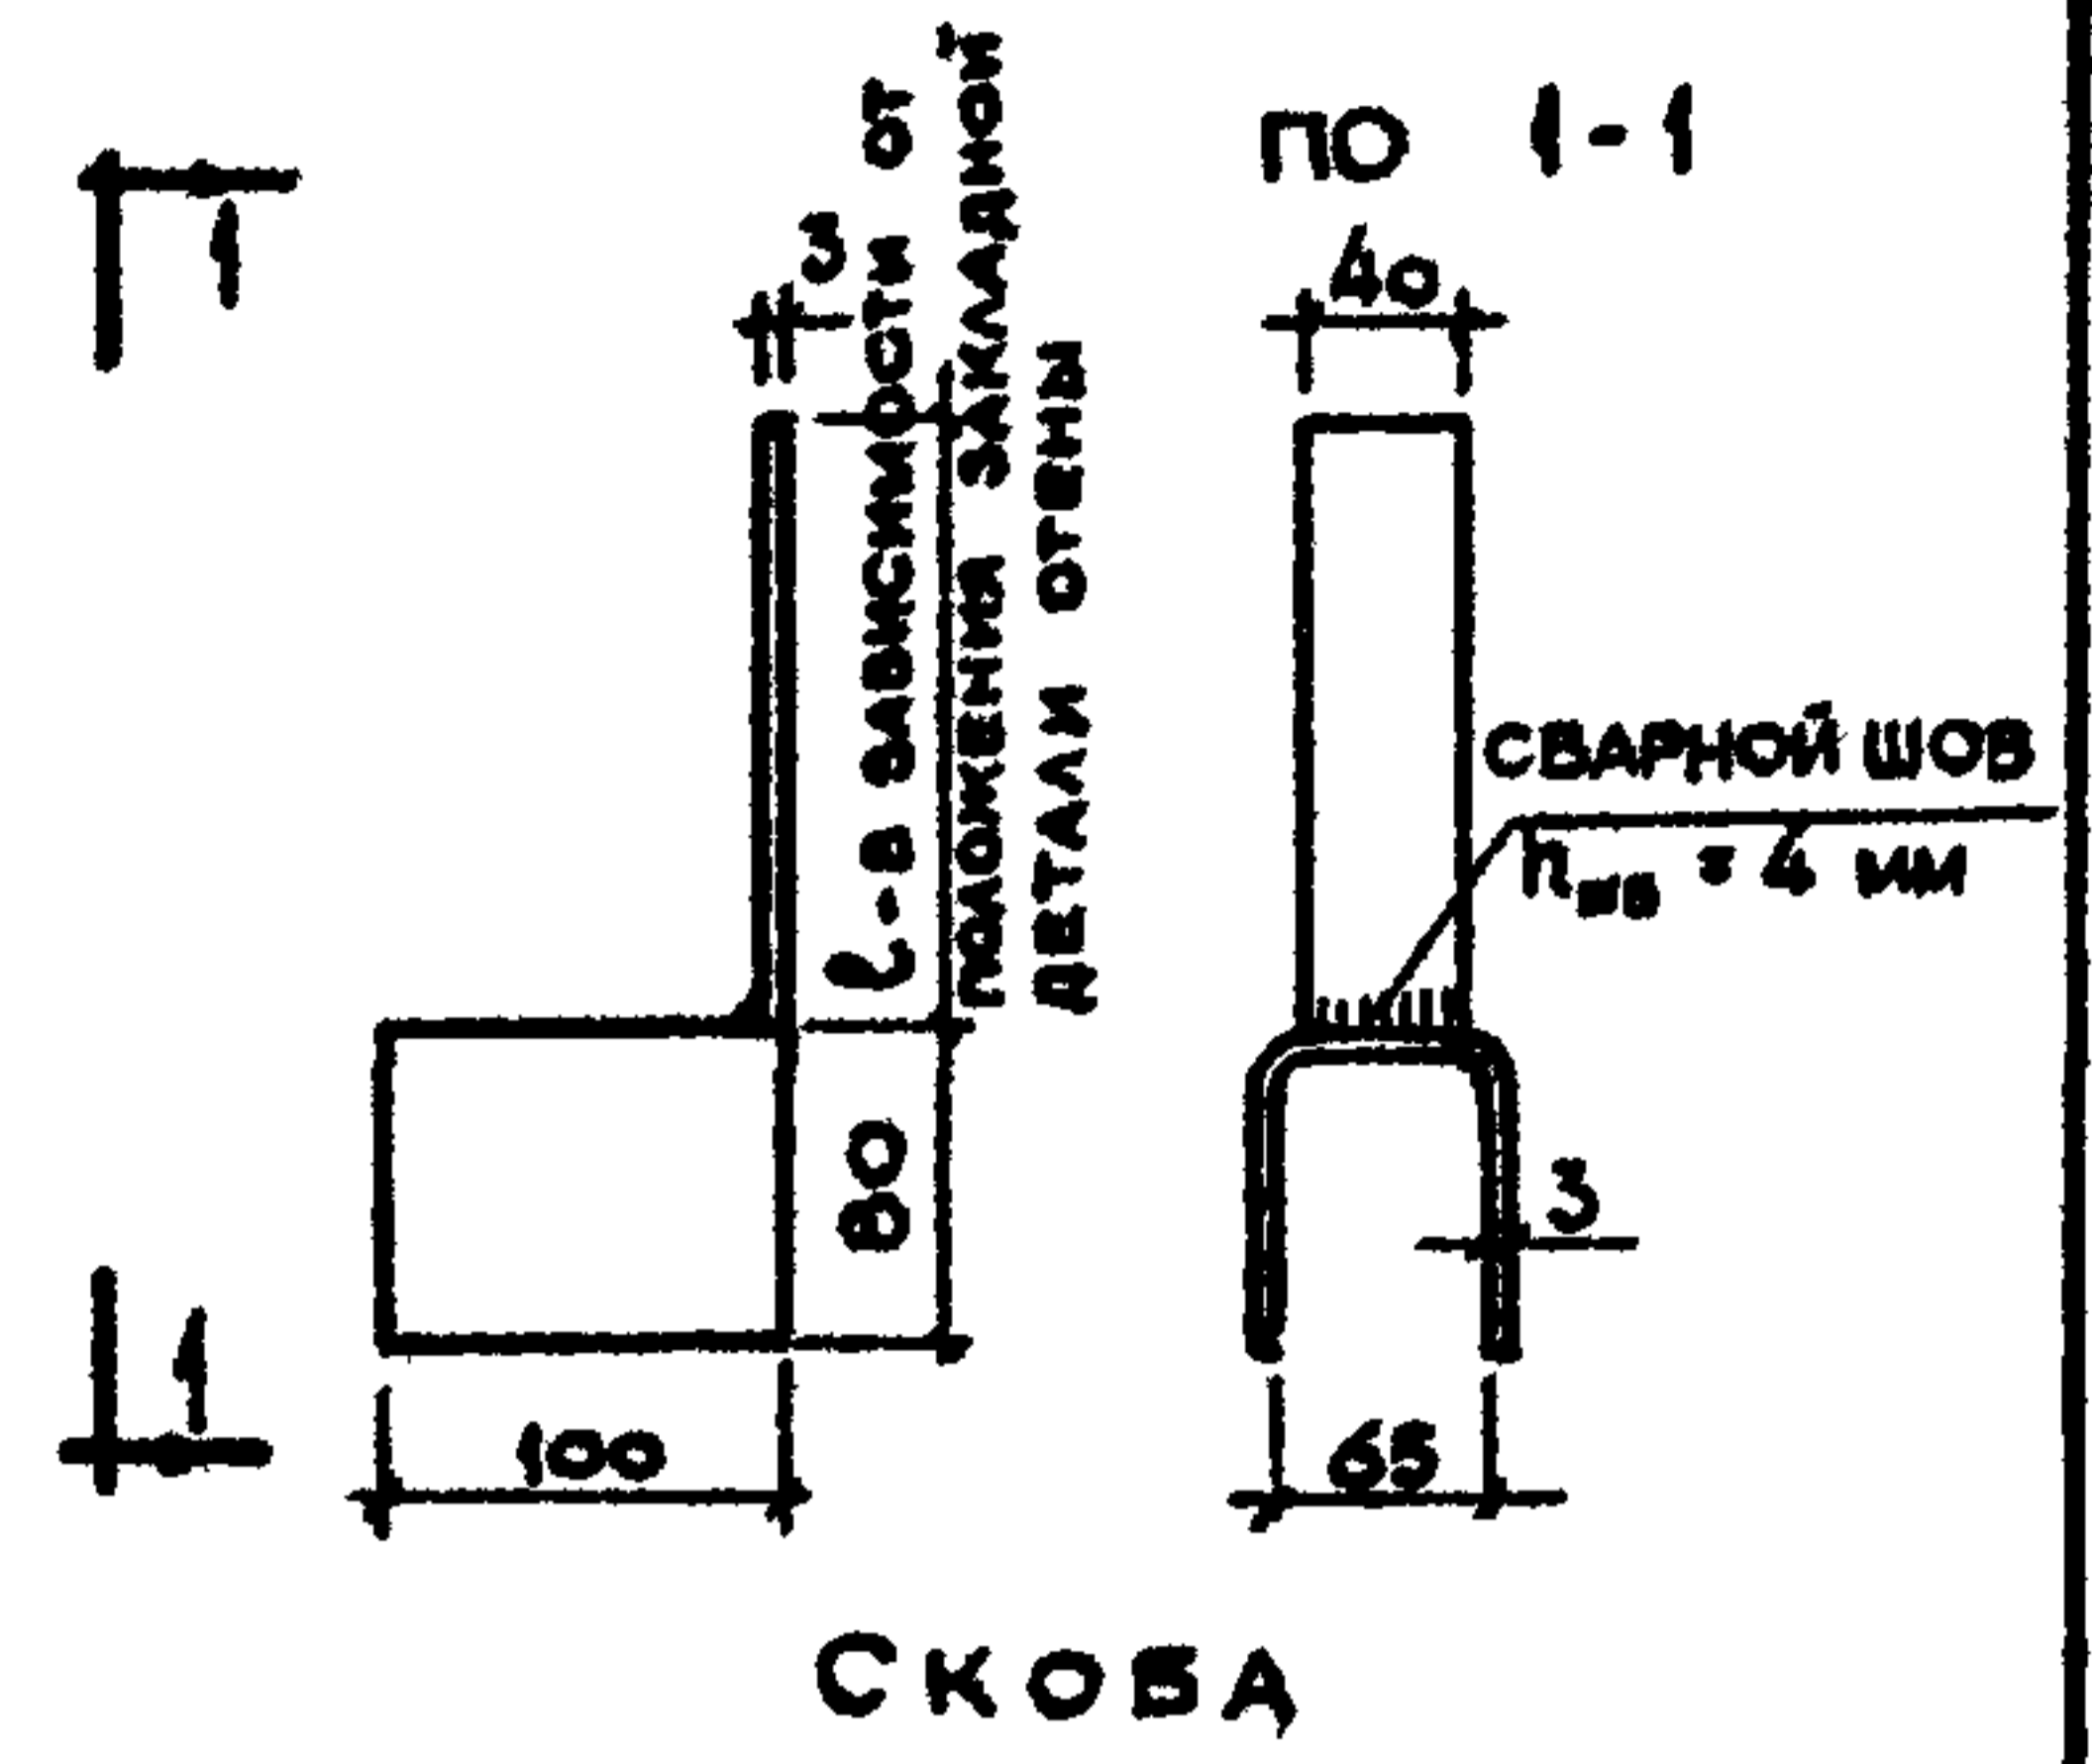 1
3
ℓ - в зависимости от
положения закладной
детали стены
ПО 1-1
40
СВАРНОЙ ШОВ
hшв = 4 мм
80
3
1
100
65
СКОБА